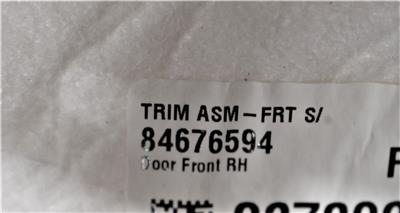 TRIM ASM-FRT S/
84676594
Door Front RH